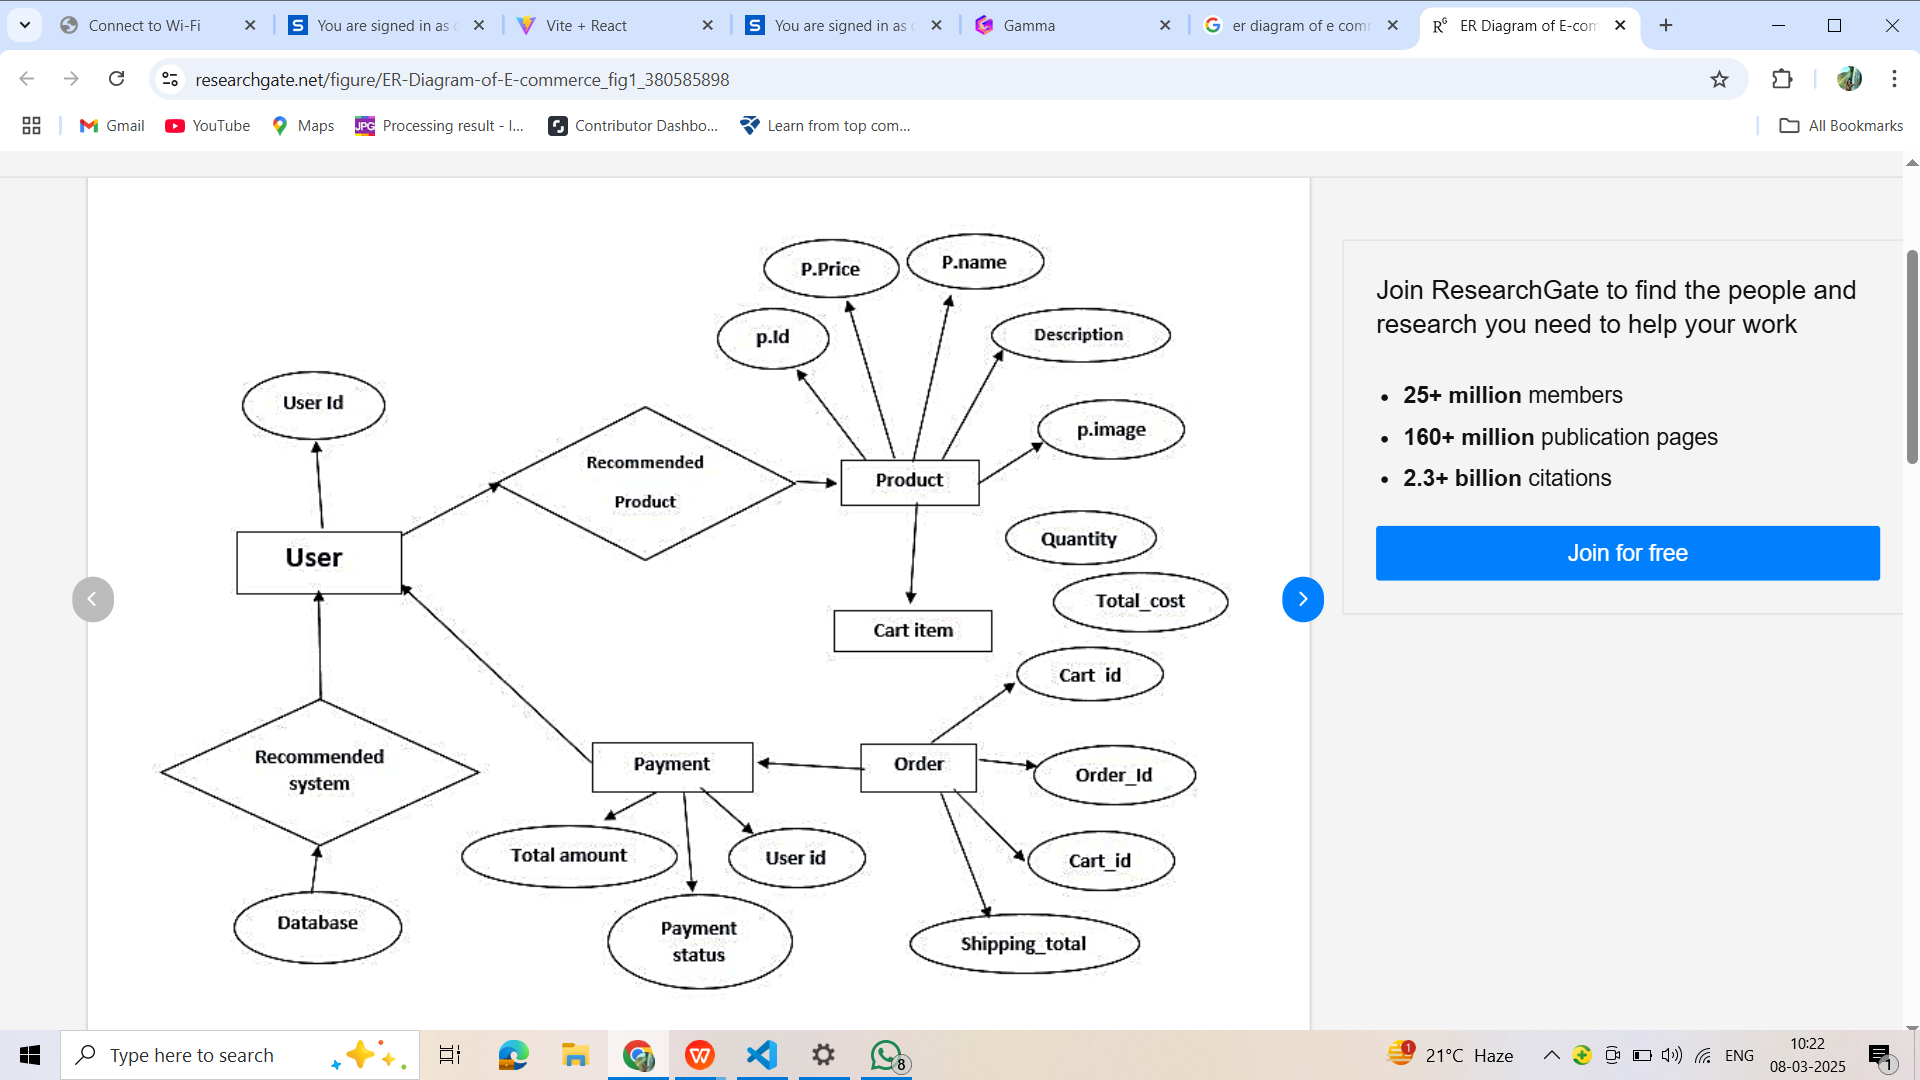 Connect to Wi-Fi
You are signed in as
Vite + React
You are signed in as
Gamma
er diagram of e com
ER Diagram of E-com
researchgate.net/figure/ER-Diagram-of-E-commerce_fig1_380585898
Gmail
YouTube
Maps
JPG
Processing result - I...
Contributor Dashbo...
Learn from top com...
All Bookmarks
P.Price
P.name
p.Id
Description
User Id
p.image
Recommended
Product
Product
Quantity
User
Total_cost
Cart item
Cart id
Recommended
system
Payment
Order
Order_Id
Total amount
User id
Cart_id
Database
Payment
status
Shipping_total
Join ResearchGate to find the people and
research you need to help your work
25+ million members
160+ million publication pages
2.3+ billion citations
Join for free
Type here to search
8
1
21°C Haze
ENG
10:22
08-03-2025
1